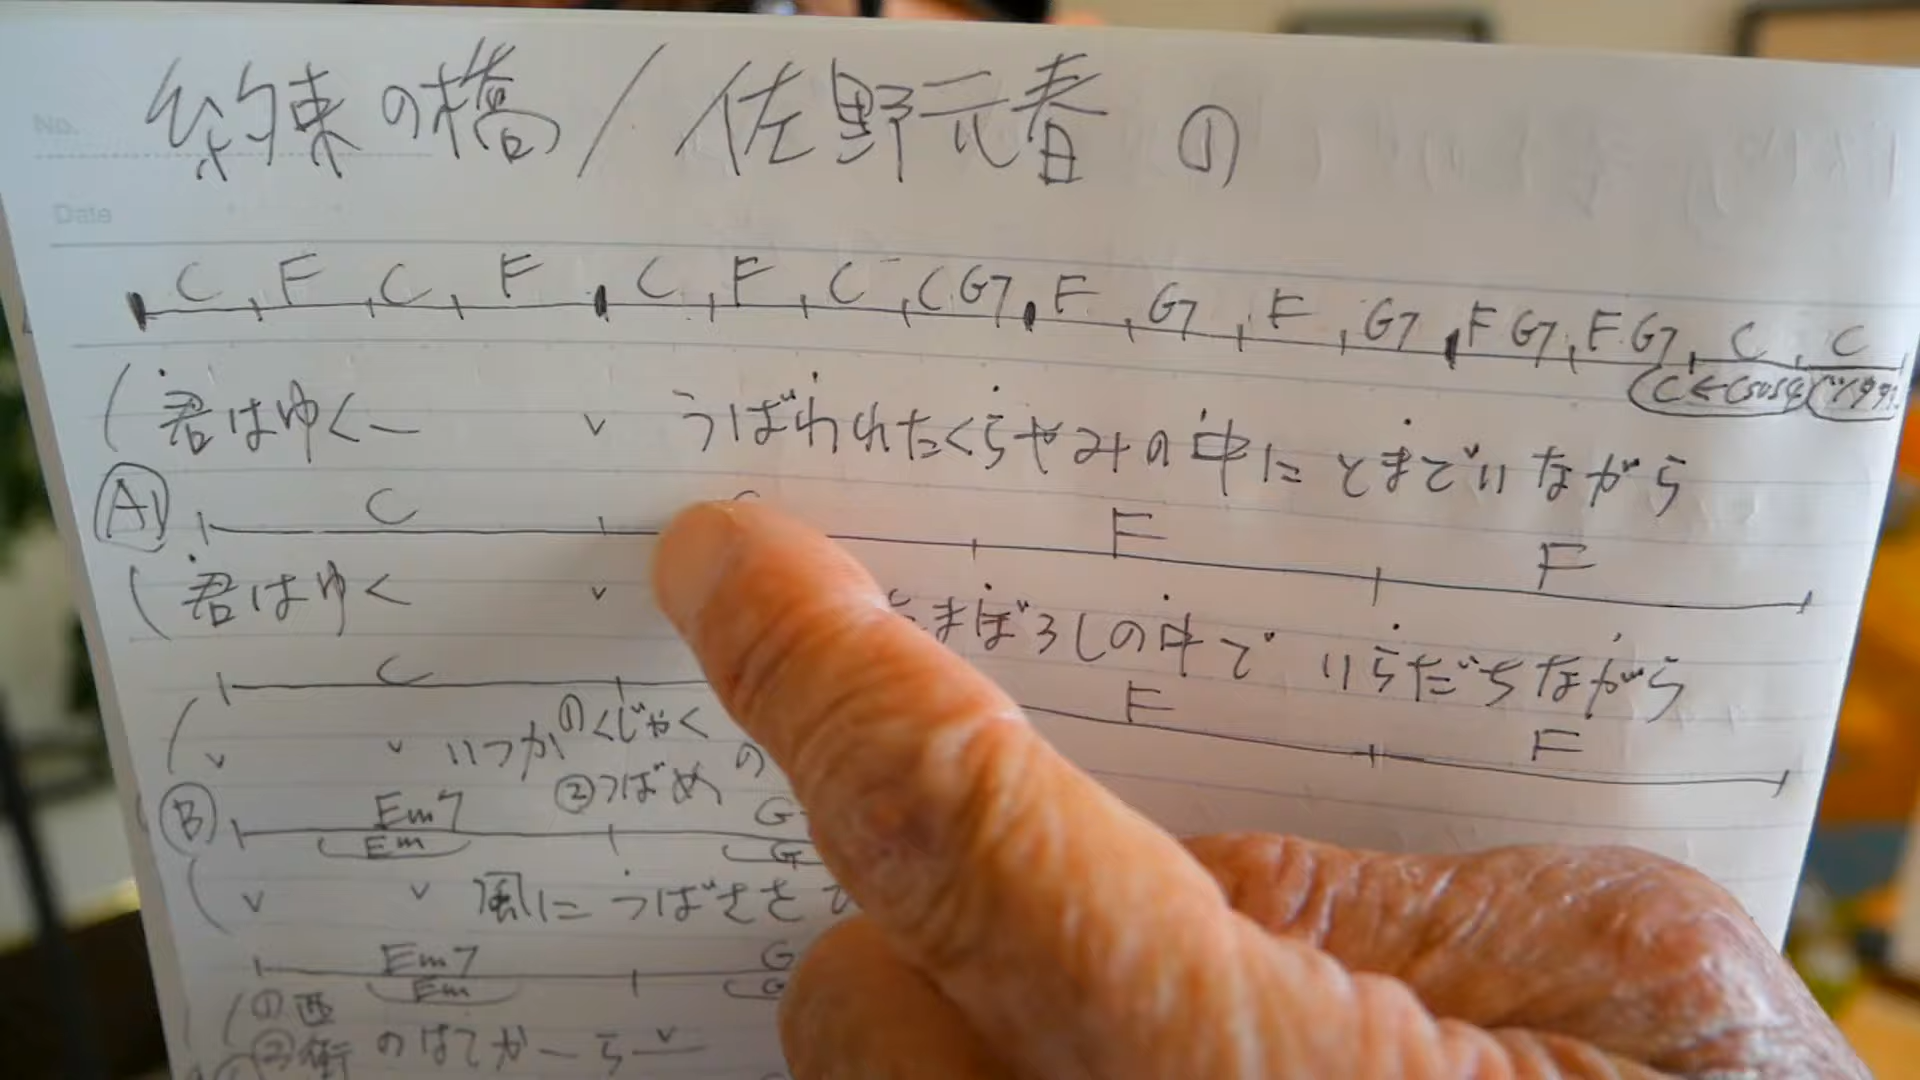 No.
約束の橋/佐野元春 ①
Date
C F C F C F C C G7 F G7 F G7 F G7 F G7 C C
C←Csus4
君はゆくー ∨ うばわれたくらやみの中に とまどいながら
A1 C F F
君はゆく ∨ まぼろしの中で いらだちながら
C F F
∨ ∨ いつか ①のくじゃく
②つばめ の
B Em7 G
Em G
∨ ∨ 風に つばさを
Em7 G
Em G
①西
②街 のはてかーらー